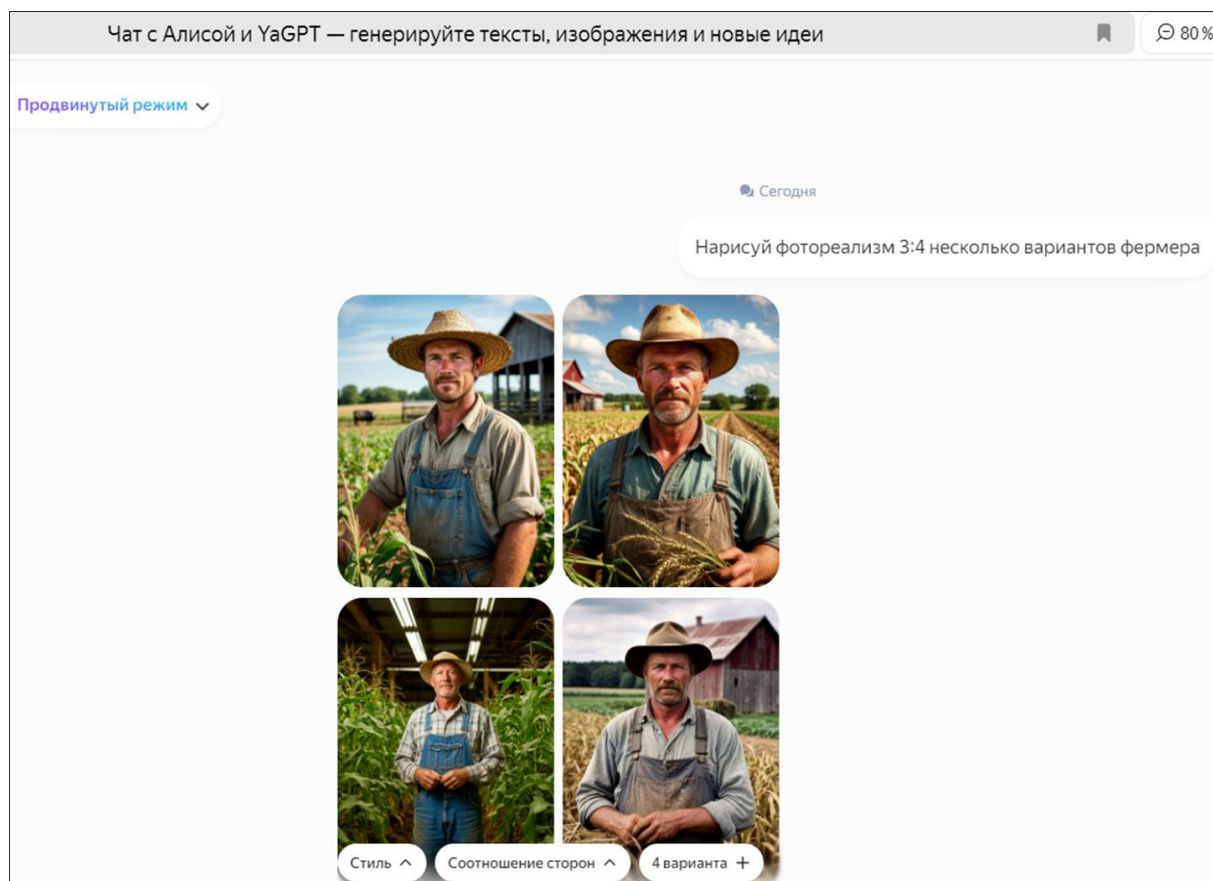 Чат с Алисой и YaGPT — генерируйте тексты, изображения и новые идеи
80 %
Продвинутый режим
Сегодня
Нарисуй фотореализм 3:4 несколько вариантов фермера
Стиль
Соотношение сторон
4 варианта +